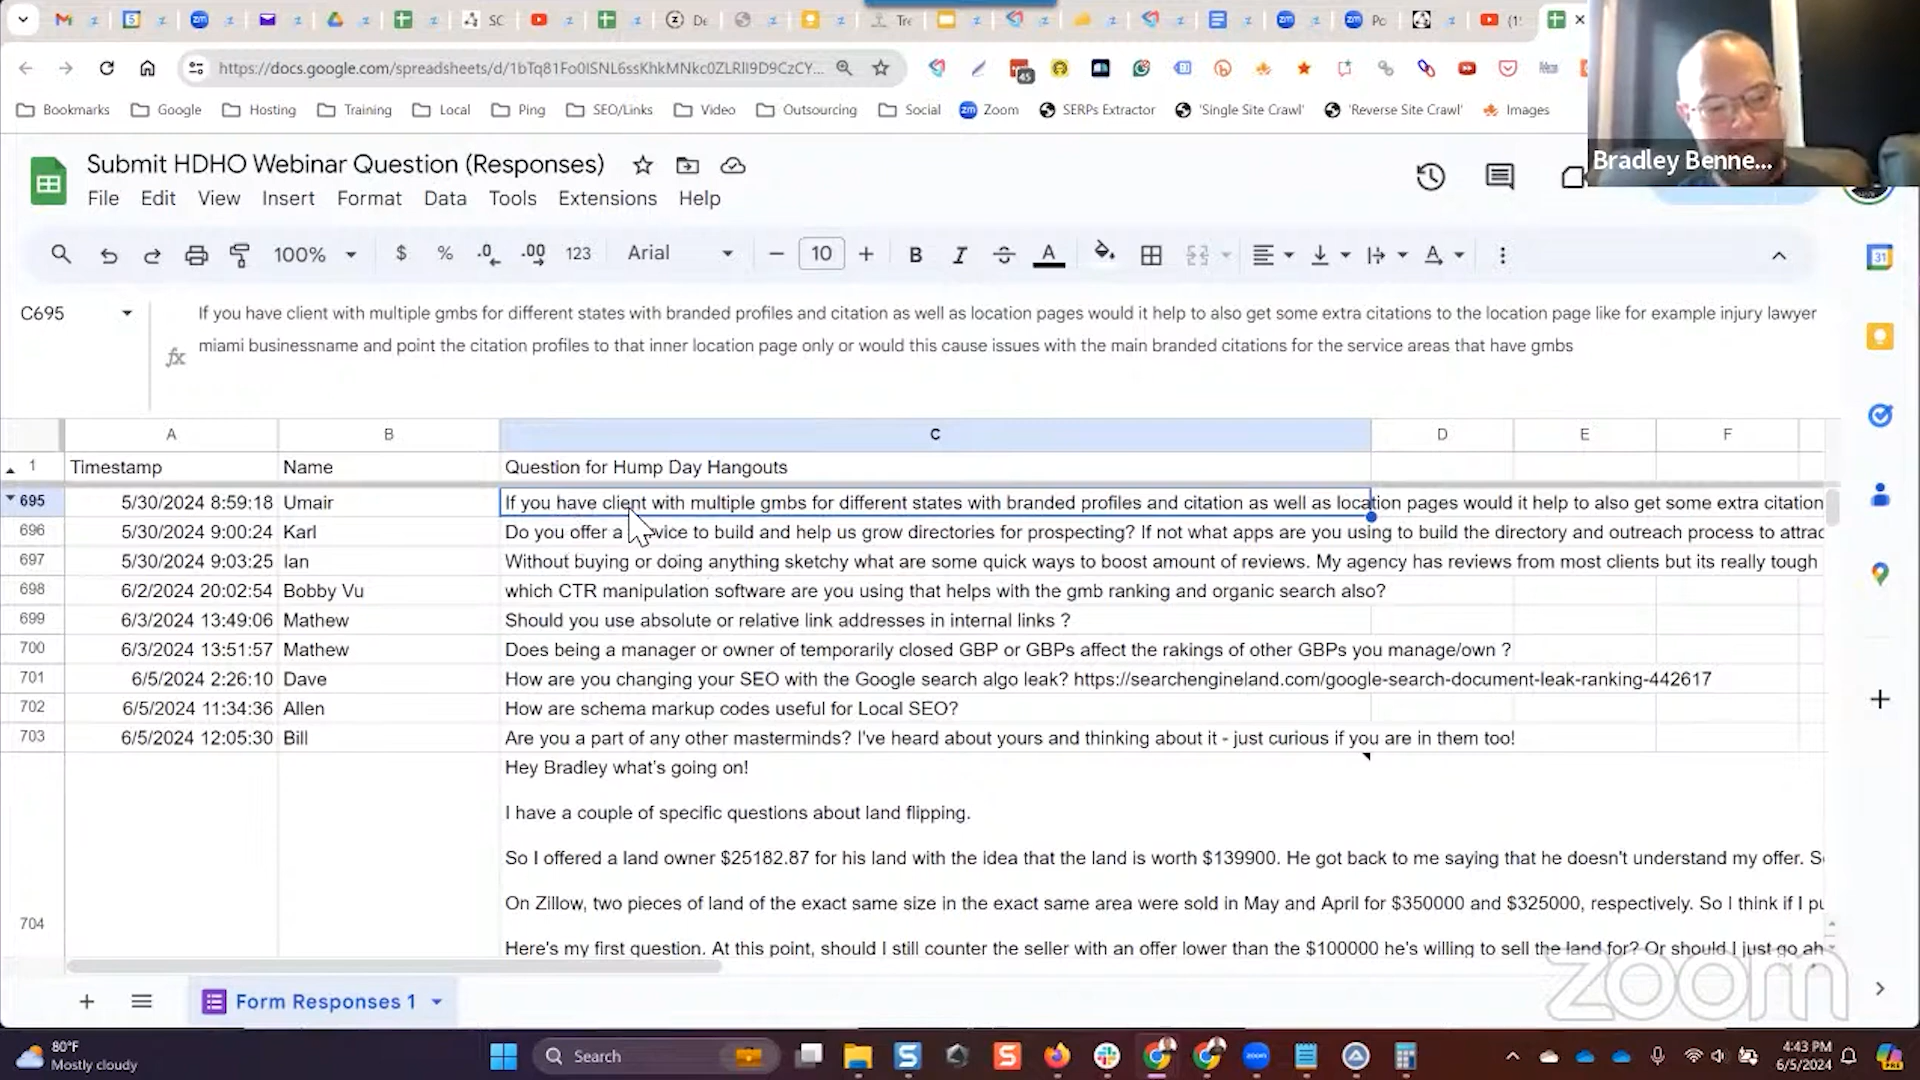 https://docs.google.com/spreadsheets/d/1bTq81Fo0ISNL6ssKhkMNkc0ZLRlI9D9CzCY...
45
Bookmarks Google Hosting Training Local Ping SEO/Links Video Outsourcing Social Zoom SERPs Extractor 'Single Site Crawl' 'Reverse Site Crawl' Images
Bradley Benne...
Submit HDHO Webinar Question (Responses)
File Edit View Insert Format Data Tools Extensions Help
100% $ % .0 .00 123 Arial 10 B I A
C695
If you have client with multiple gmbs for different states with branded profiles and citation as well as location pages would it help to also get some extra citations to the location page like for example injury lawyer
miami businessname and point the citation profiles to that inner location page only or would this cause issues with the main branded citations for the service areas that have gmbs
A B C D E F
1 Timestamp Name Question for Hump Day Hangouts
695 5/30/2024 8:59:18 Umair If you have client with multiple gmbs for different states with branded profiles and citation as well as location pages would it help to also get some extra citation
696 5/30/2024 9:00:24 Karl Do you offer a vice to build and help us grow directories for prospecting? If not what apps are you using to build the directory and outreach process to attrac
697 5/30/2024 9:03:25 Ian Without buying or doing anything sketchy what are some quick ways to boost amount of reviews. My agency has reviews from most clients but its really tough
698 6/2/2024 20:02:54 Bobby Vu which CTR manipulation software are you using that helps with the gmb ranking and organic search also?
699 6/3/2024 13:49:06 Mathew Should you use absolute or relative link addresses in internal links ?
700 6/3/2024 13:51:57 Mathew Does being a manager or owner of temporarily closed GBP or GBPs affect the rakings of other GBPs you manage/own ?
701 6/5/2024 2:26:10 Dave How are you changing your SEO with the Google search algo leak? https://searchengineland.com/google-search-document-leak-ranking-442617
702 6/5/2024 11:34:36 Allen How are schema markup codes useful for Local SEO?
703 6/5/2024 12:05:30 Bill Are you a part of any other masterminds? I've heard about yours and thinking about it - just curious if you are in them too!
Hey Bradley what's going on!
I have a couple of specific questions about land flipping.
So I offered a land owner $25182.87 for his land with the idea that the land is worth $139900. He got back to me saying that he doesn't understand my offer. S
On Zillow, two pieces of land of the exact same size in the exact same area were sold in May and April for $350000 and $325000, respectively. So I think if I pu
704
Here's my first question. At this point, should I still counter the seller with an offer lower than the $100000 he's willing to sell the land for? Or should I just go ah
zoom
Form Responses 1
80°F
Mostly cloudy
Search
4:43 PM
6/5/2024